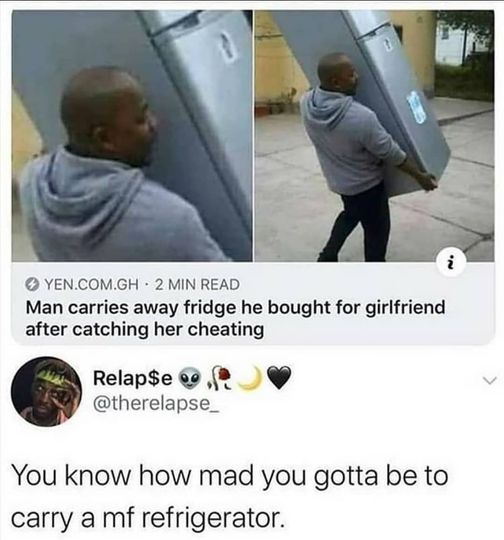 YEN.COM.GH · 2 MIN READ
Man carries away fridge he bought for girlfriend
after catching her cheating
Relap$e 👽🥀🌙🖤
@therelapse_
You know how mad you gotta be to
carry a mf refrigerator.